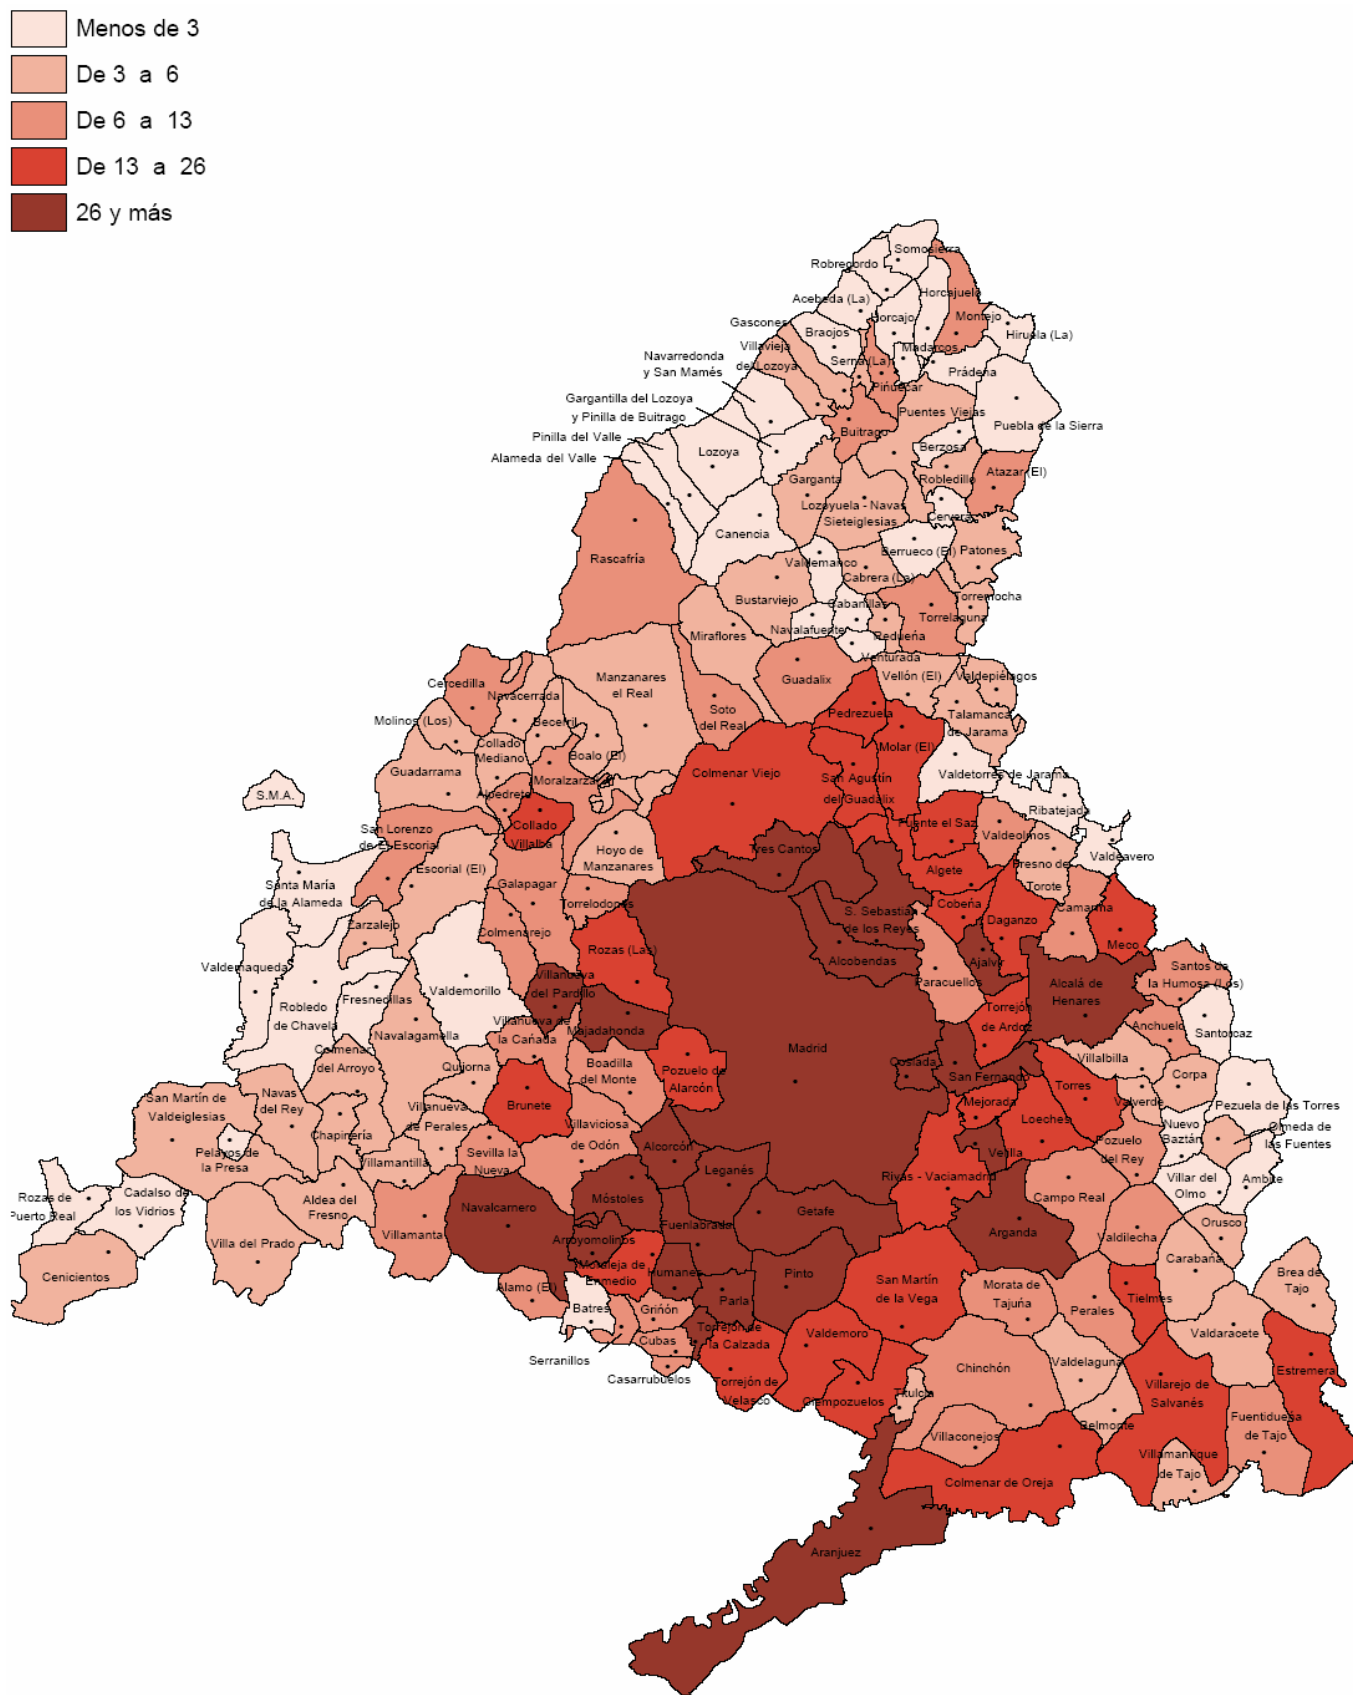 Menos de 3
De 3 a 6
De 6 a 13
De 13 a 26
26 y más
Somosierra
Robregordo
Horcajuelo
Acebeda (La)
Horcajo
Montejo
Gascones
Braojos
Hiruela (La)
Villavieja
del Lozoya
Madarcos
Navarredonda
y San Mamés
Serna (La)
Prádena
Piñuecar
Gargantilla del Lozoya
y Pinilla de Buitrago
Puentes Viejas
Puebla de la Sierra
Buitrago
Pinilla del Valle
Alameda del Valle
Lozoya
Berzosa
Garganta
Robledillo
Atazar (El)
Lozoyuela - Navas
Sieteiglesias
Cervera
Canencia
Rascafría
Valdemanco
Berrueco (El)
Patones
Cabrera (La)
Bustarviejo
Cabanillas
Torremocha
Navalafuente
Torrelaguna
Miraflores
Redueña
Venturada
Cercedilla
Navacerrada
Manzanares
el Real
Guadalix
Vellón (El)
Valdepiélagos
Soto
del Real
Pedrezuela
Talamanca
de Jarama
Molinos (Los)
Becerril
Collado
Mediano
Boalo (El)
Molar (El)
Guadarrama
Moralzarzal
Colmenar Viejo
San Agustín
del Guadalix
Valdetorres de Jarama
S.M.A.
Alpedrete
Ribatejada
San Lorenzo
de El Escorial
Collado
Villalba
Fuente el Saz
Valdeolmos
Tres Cantos
Valdeavero
Escorial (El)
Hoyo de
Manzanares
Algete
Fresno de
Torote
Santa María
de la Alameda
Galapagar
Torrelodones
Cobeña
Camarma
Zarzalejo
Colmenarejo
S. Sebastián
de los Reyes
Daganzo
Meco
Rozas (Las)
Alcobendas
Ajalvir
Valdemaqueda
Villanueva
del Pardillo
Paracuellos
Alcalá de
Henares
Santos de
la Humosa (Los)
Robledo
de Chavela
Fresnedillas
Valdemorillo
Torrejón
de Ardoz
Santorcaz
Villanueva de
la Cañada
Majadahonda
Navalagamella
Anchuelo
Madrid
Colmenar
del Arroyo
Boadilla
del Monte
Pozuelo de
Alarcón
Coslada
San Fernando
Villalbilla
Quijorna
Corpa
San Martín de
Valdeiglesias
Navas
del Rey
Brunete
Mejorada
Torres
Valverde
Pezuela de las Torres
Villanueva
de Perales
Loeches
Nuevo
Baztán
Olmeda de
las Fuentes
Chapinería
Villaviciosa
de Odón
Alcorcón
Velilla
Pozuelo
del Rey
Pelayos de
la Presa
Villamantilla
Sevilla la
Nueva
Leganés
Rivas - Vaciamadrid
Villar del
Olmo
Ambite
Rozas de
Puerto Real
Cadalso de
los Vidrios
Aldea del
Fresno
Móstoles
Campo Real
Navalcarnero
Getafe
Orusco
Villamanta
Fuenlabrada
Arganda
Valdilecha
Villa del Prado
Arroyomolinos
Carabaña
Cenicientos
Moraleja de
Enmedio
Humanes
Pinto
San Martín
de la Vega
Morata de
Tajuña
Brea de
Tajo
Alamo (El)
Parla
Perales
Tielmes
Batres
Griñón
Valdaracete
Torrejón de
la Calzada
Valdemoro
Cubas
Serranillos
Chinchón
Valdelaguna
Estremera
Casarrubuelos
Torrejón de
Velasco
Villarejo de
Salvanés
Ciempozuelos
Titulcia
Belmonte
Fuentidueña
de Tajo
Villaconejos
Villamanrique
de Tajo
Colmenar de Oreja
Aranjuez